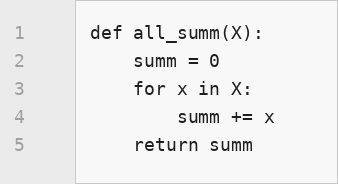 1 def all_summ(X):
2     summ = 0
3     for x in X:
4         summ += x
5     return summ